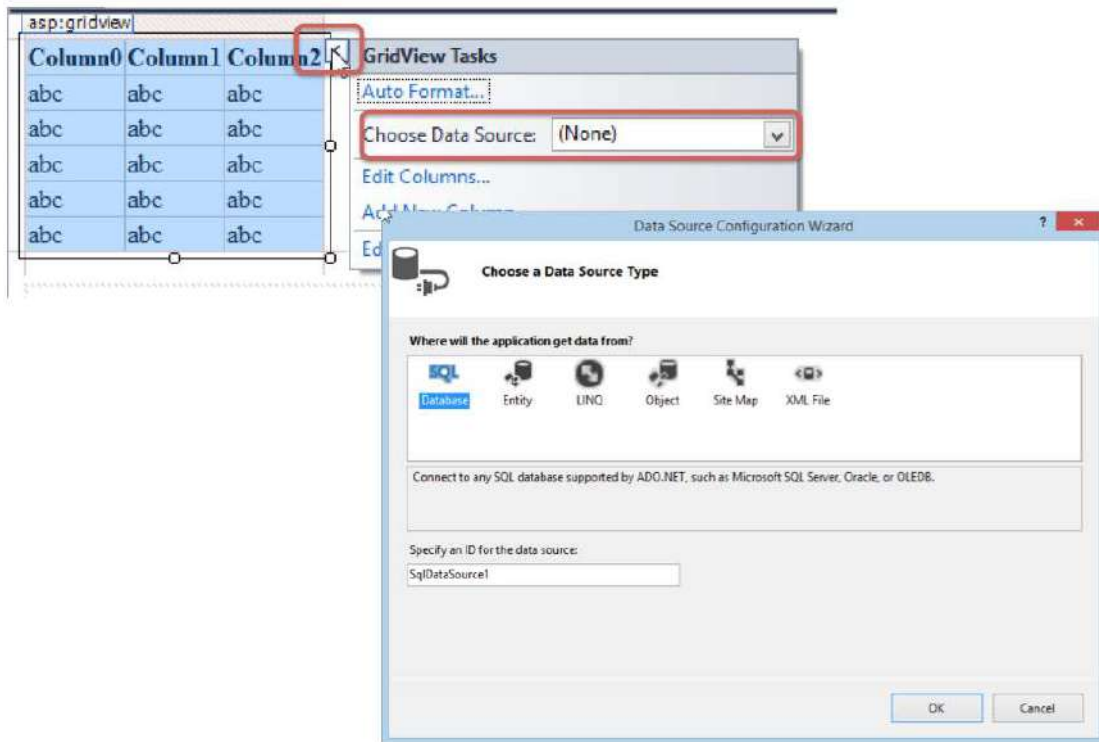 asp:gridview
Column0 Column1 Column2
abc abc abc
abc abc abc
abc abc abc
abc abc abc
abc abc abc
GridView Tasks
Auto Format...
Choose Data Source: (None)
Edit Columns...
Add New Column
Ed
Data Source Configuration Wizard ? ×
Choose a Data Source Type
Where will the application get data from?
SQL
Database Entity LINQ Object Site Map XML File
Connect to any SQL database supported by ADO.NET, such as Microsoft SQL Server, Oracle, or OLEDB.
Specify an ID for the data source:
SqlDataSource1
OK Cancel